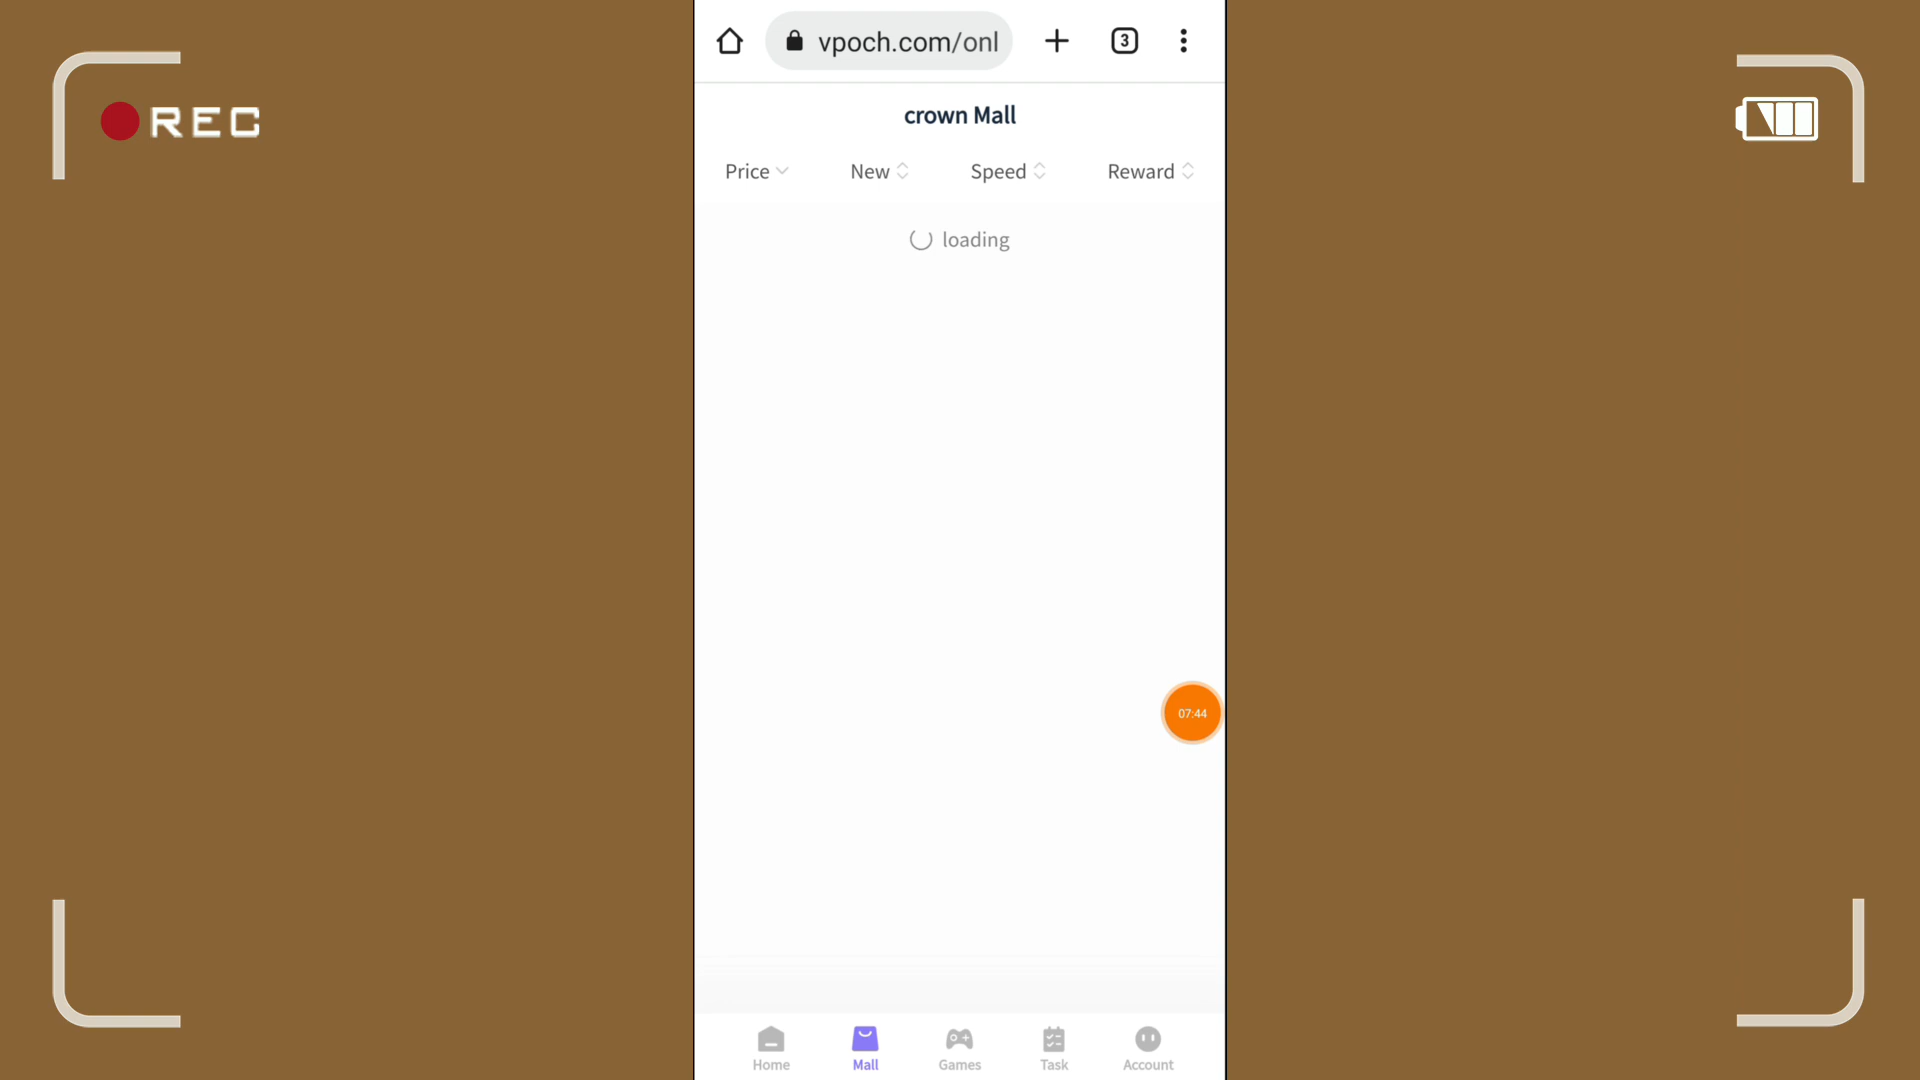 REC
vpoch.com/onl
3
crown Mall
Price New Speed Reward
loading
07:44
Home Mall Games Task Account